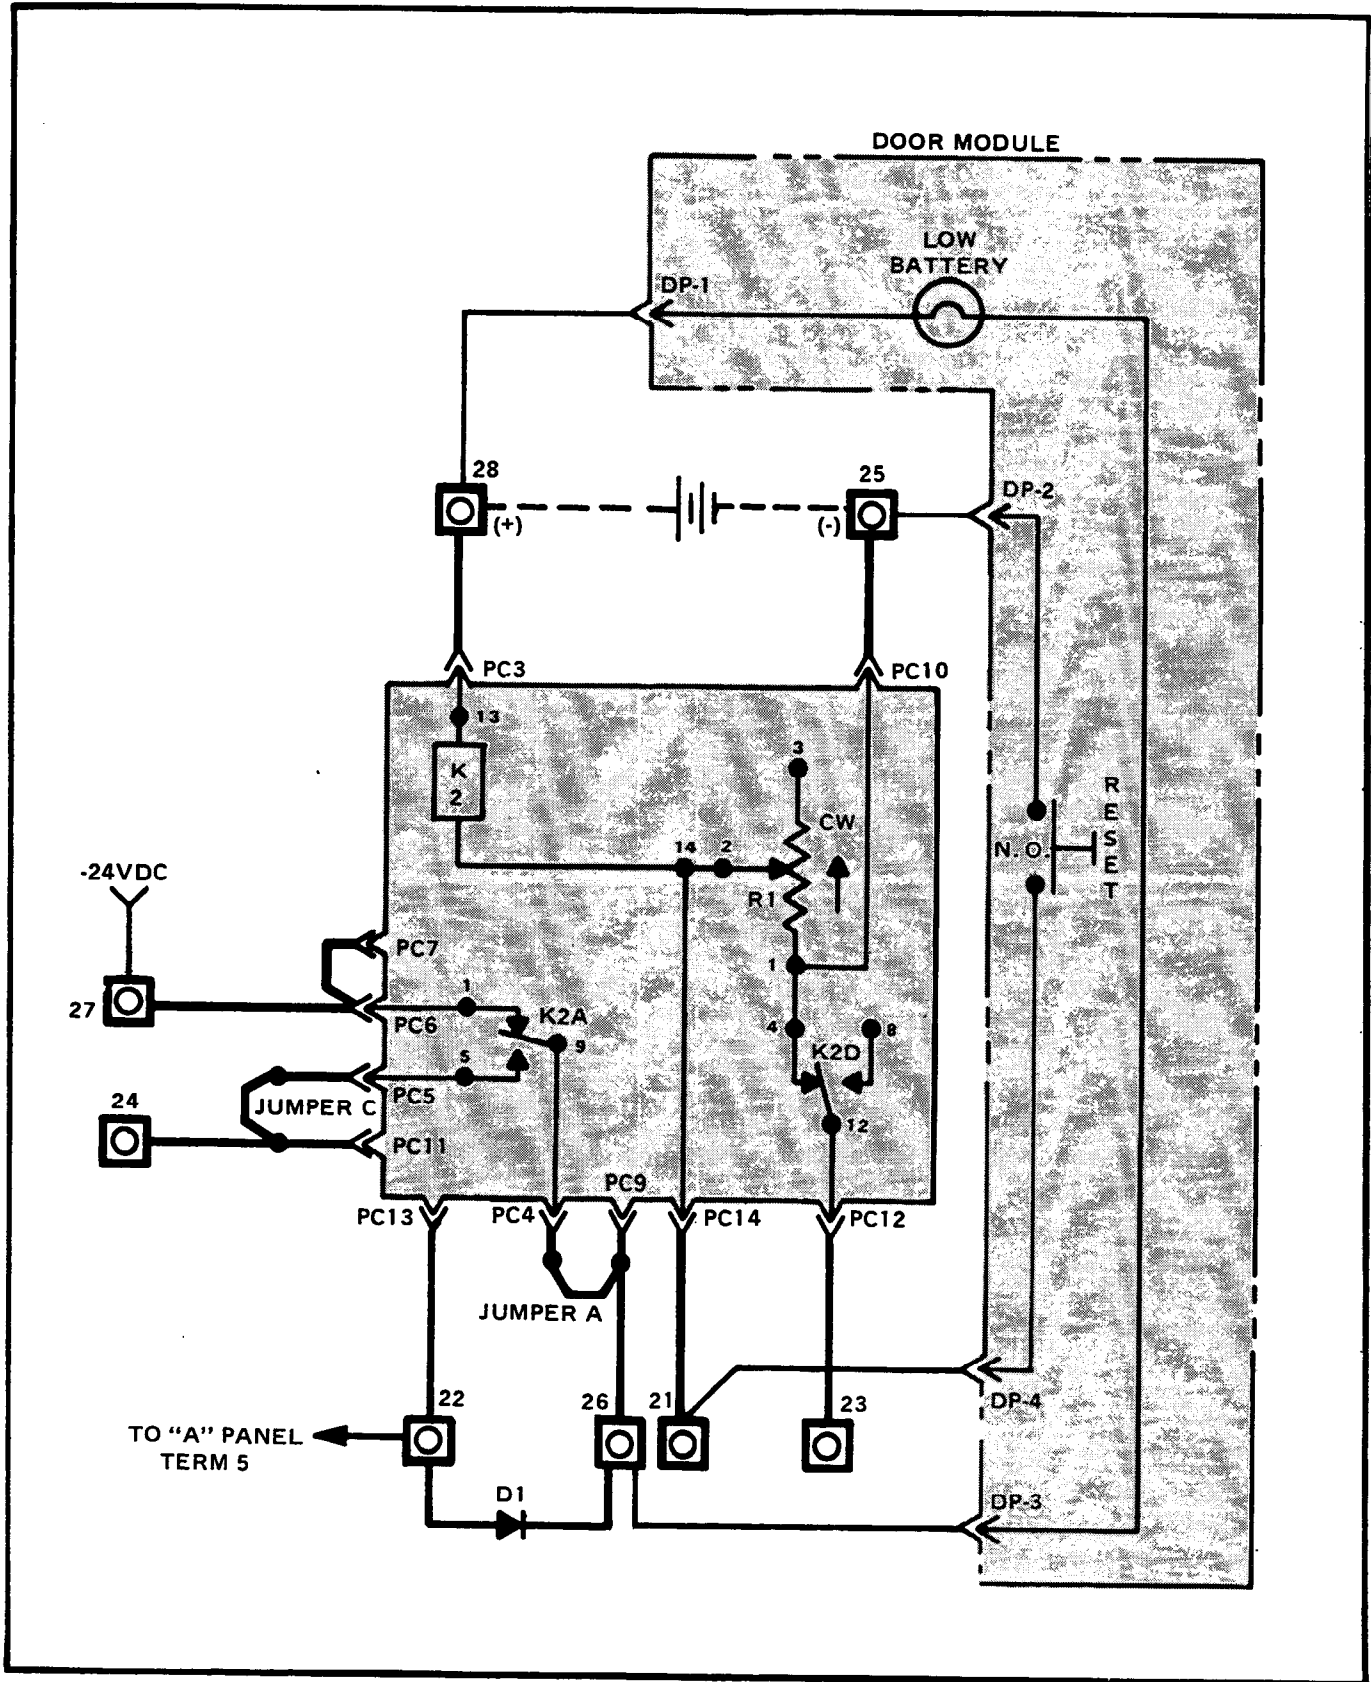 DOOR MODULE
LOW
BATTERY
DP-1
28
25
DP-2
(+)
(-)
PC3
PC10
13
K
2
3
CW
RESET
14
2
N.O.
R1
-24VDC
PC7
1
1
K2A
27
PC6
9
4
8
K2D
5
24
JUMPER C
PC5
12
PC11
PC9
PC13
PC4
PC14
PC12
JUMPER A
22
26
21
23
DP-4
TO “A” PANEL
TERM 5
D1
DP-3